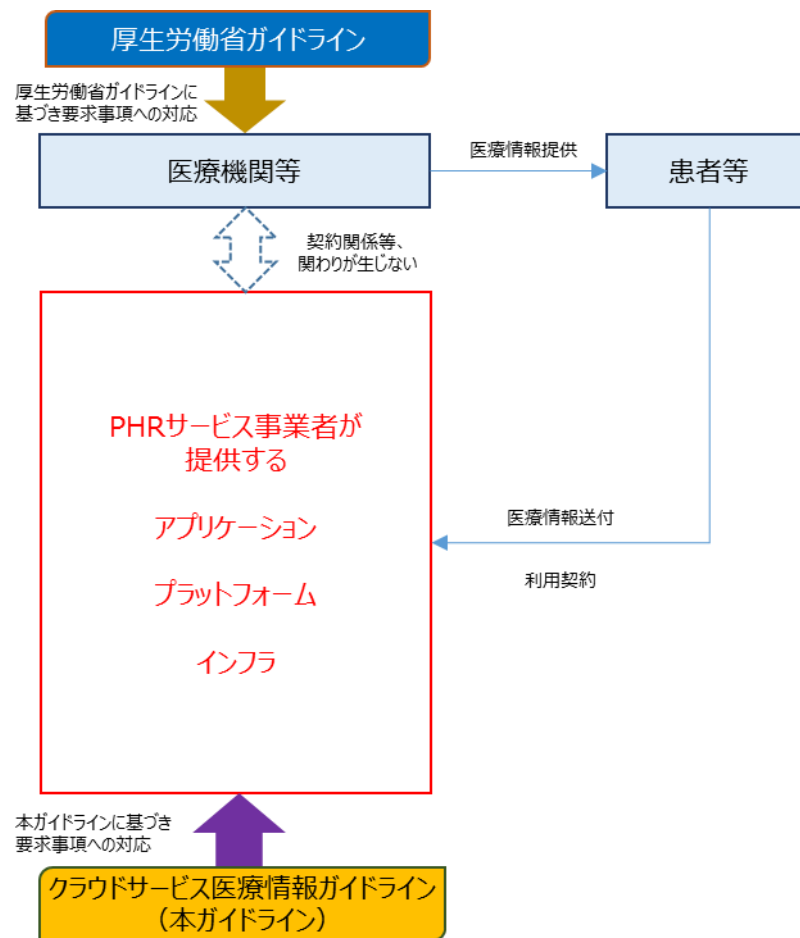 厚生労働省ガイドライン
厚生労働省ガイドラインに
基づき要求事項への対応
医療機関等
医療情報提供
患者等
契約関係等、
関わりが生じない
PHRサービス事業者が
提供する
アプリケーション
プラットフォーム
インフラ
医療情報送付
利用契約
本ガイドラインに基づき
要求事項への対応
クラウドサービス医療情報ガイドライン
（本ガイドライン）